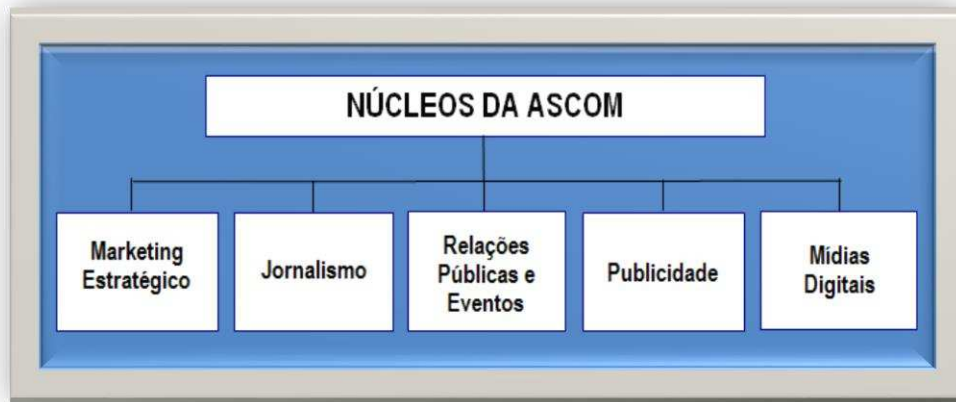 NÚCLEOS DA ASCOM
Marketing
Estratégico
Jornalismo
Relações
Públicas e
Eventos
Publicidade
Mídias
Digitais